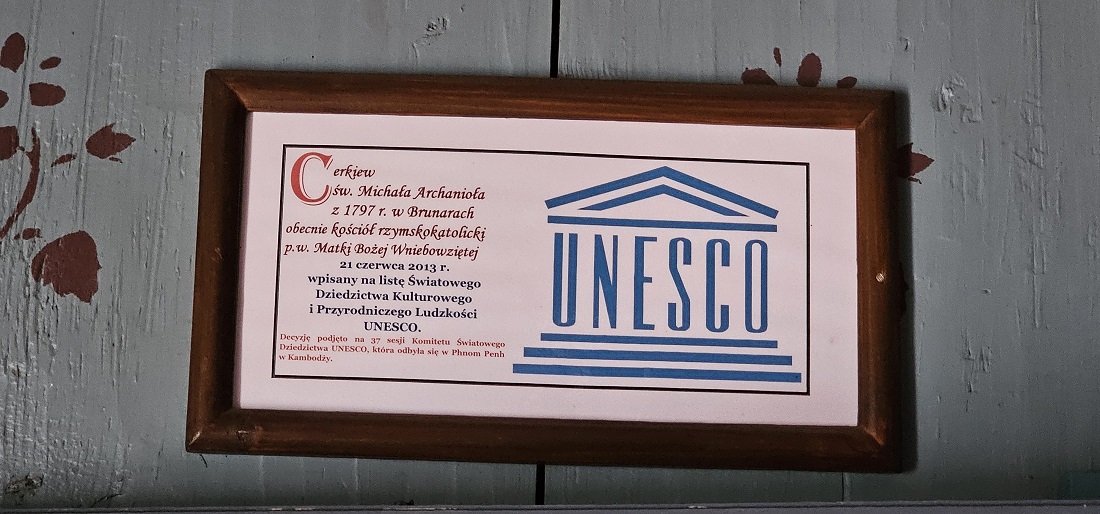 Cerkiew
św. Michała Archanioła
z 1797 r. w Brunarach
obecnie kościół rzymskokatolicki
p.w. Matki Bożej Wniebowziętej
21 czerwca 2013 r.
wpisany na listę Światowego
Dziedzictwa Kulturowego
i Przyrodniczego Ludzkości
UNESCO.
Decyzję podjęto na 37 sesji Komitetu Światowego
Dziedzictwa UNESCO, która odbyła się w Phnom Penh
w Kambodży.
UNESCO